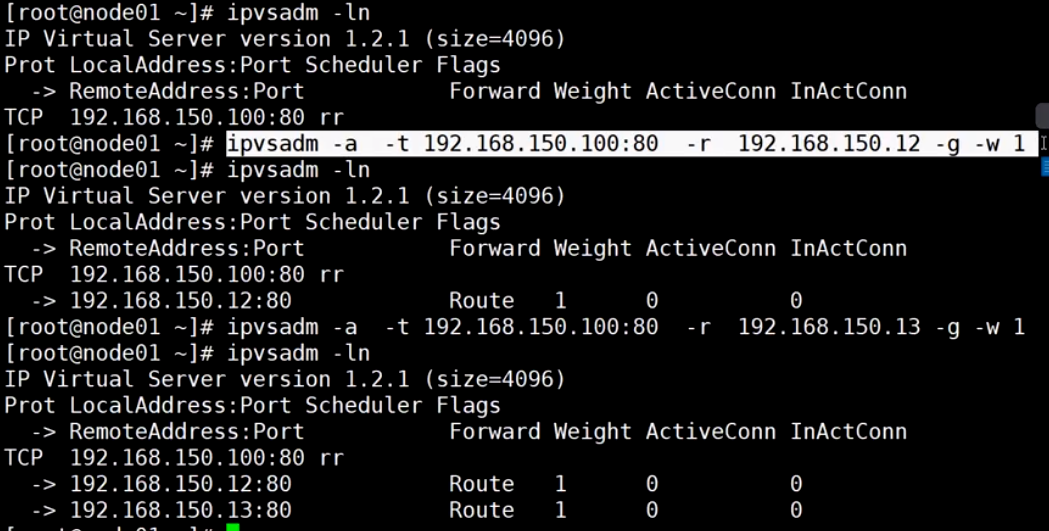 [root@node01 ~]# ipvsadm -ln
IP Virtual Server version 1.2.1 (size=4096)
Prot LocalAddress:Port Scheduler Flags
  -> RemoteAddress:Port           Forward Weight ActiveConn InActConn
TCP  192.168.150.100:80 rr
[root@node01 ~]# ipvsadm -a  -t 192.168.150.100:80  -r  192.168.150.12 -g -w 1
[root@node01 ~]# ipvsadm -ln
IP Virtual Server version 1.2.1 (size=4096)
Prot LocalAddress:Port Scheduler Flags
  -> RemoteAddress:Port           Forward Weight ActiveConn InActConn
TCP  192.168.150.100:80 rr
  -> 192.168.150.12:80            Route   1      0          0
[root@node01 ~]# ipvsadm -a  -t 192.168.150.100:80  -r  192.168.150.13 -g -w 1
[root@node01 ~]# ipvsadm -ln
IP Virtual Server version 1.2.1 (size=4096)
Prot LocalAddress:Port Scheduler Flags
  -> RemoteAddress:Port           Forward Weight ActiveConn InActConn
TCP  192.168.150.100:80 rr
  -> 192.168.150.12:80            Route   1      0          0
  -> 192.168.150.13:80            Route   1      0          0
[root@node01 ~]#